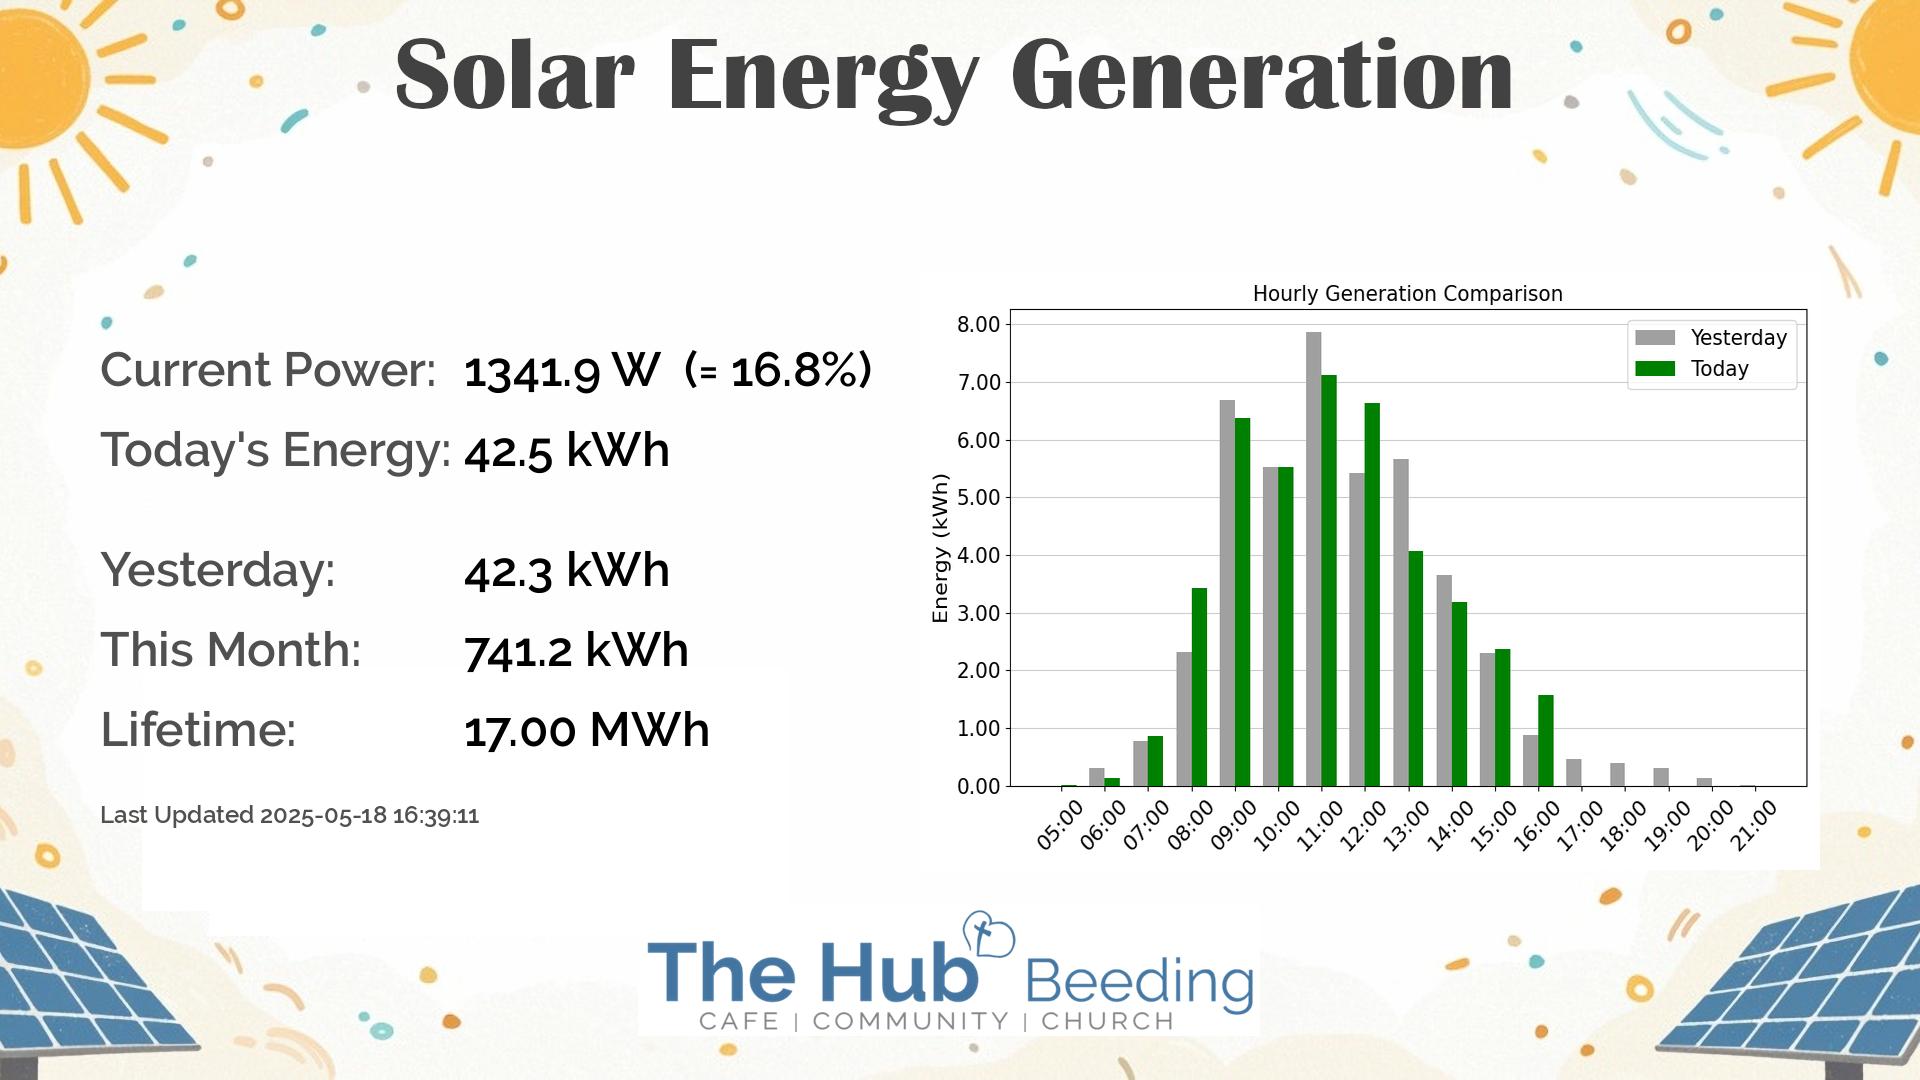 Solar Energy Generation
Current Power: 1341.9 W (= 16.8%)
Today's Energy: 42.5 kWh
Yesterday: 42.3 kWh
This Month: 741.2 kWh
Lifetime: 17.00 MWh
Last Updated 2025-05-18 16:39:11
Hourly Generation Comparison
Yesterday
Today
Energy (kWh)
8.00
7.00
6.00
5.00
4.00
3.00
2.00
1.00
0.00
05:00 06:00 07:00 08:00 09:00 10:00 11:00 12:00 13:00 14:00 15:00 16:00 17:00 18:00 19:00 20:00 21:00
The Hub Beeding
CAFE | COMMUNITY | CHURCH